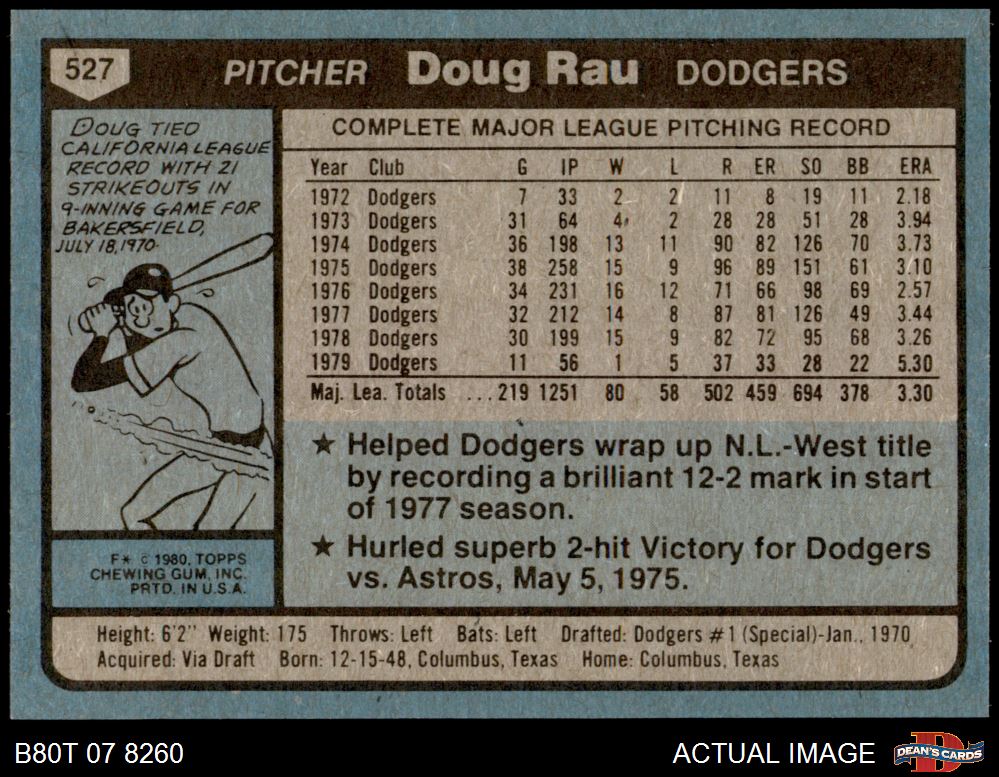 527
PITCHER Doug Rau DODGERS
DOUG TIED
CALIFORNIA LEAGUE
RECORD WITH 21
STRIKEOUTS IN
9-INNING GAME FOR
BAKERSFIELD,
JULY 18, 1970.
COMPLETE MAJOR LEAGUE PITCHING RECORD
Year Club G IP W L R ER SO BB ERA
1972 Dodgers 7 33 2 2 11 8 19 11 2.18
1973 Dodgers 31 64 4 2 28 28 51 28 3.94
1974 Dodgers 36 198 13 11 90 82 126 70 3.73
1975 Dodgers 38 258 15 9 96 89 151 61 3.10
1976 Dodgers 34 231 16 12 71 66 98 69 2.57
1977 Dodgers 32 212 14 8 87 81 126 49 3.44
1978 Dodgers 30 199 15 9 82 72 95 68 3.26
1979 Dodgers 11 56 1 5 37 33 28 22 5.30
Maj. Lea. Totals ... 219 1251 80 58 502 459 694 378 3.30
★ Helped Dodgers wrap up N.L.-West title
by recording a brilliant 12-2 mark in start
of 1977 season.
★ Hurled superb 2-hit Victory for Dodgers
vs. Astros, May 5, 1975.
F* © 1980, TOPPS
CHEWING GUM, INC.
PRTD. IN U.S.A.
Height: 6'2" Weight: 175 Throws: Left Bats: Left Drafted: Dodgers #1 (Special)-Jan., 1970
Acquired: Via Draft Born: 12-15-48, Columbus, Texas Home: Columbus, Texas
B80T 07 8260
ACTUAL IMAGE
DEAN'S CARDS